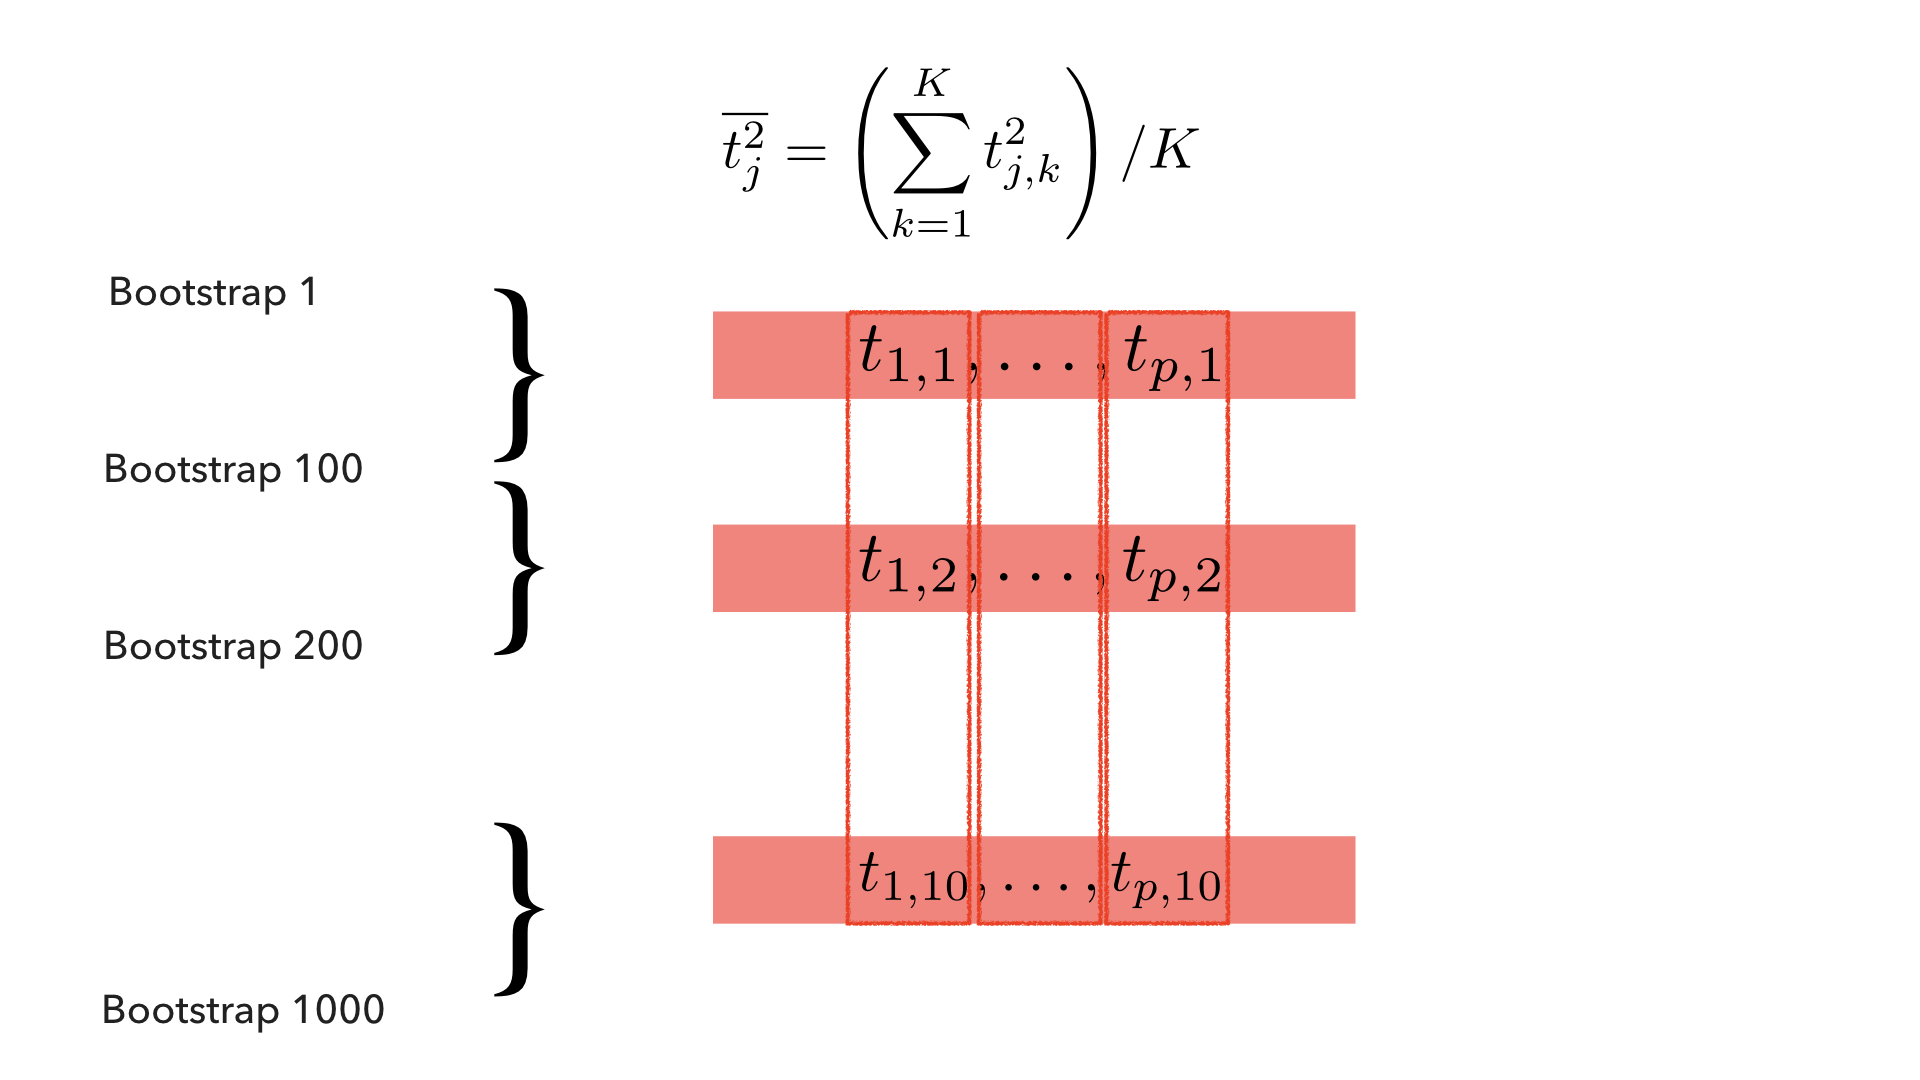 $\overline{t_j^2} = \left( \sum_{k=1}^{K} t_{j,k}^2 \right) / K$
Bootstrap 1
$t_{1,1}, \ldots, t_{p,1}$
Bootstrap 100
$t_{1,2}, \ldots, t_{p,2}$
Bootstrap 200
$t_{1,10}, \ldots, t_{p,10}$
Bootstrap 1000